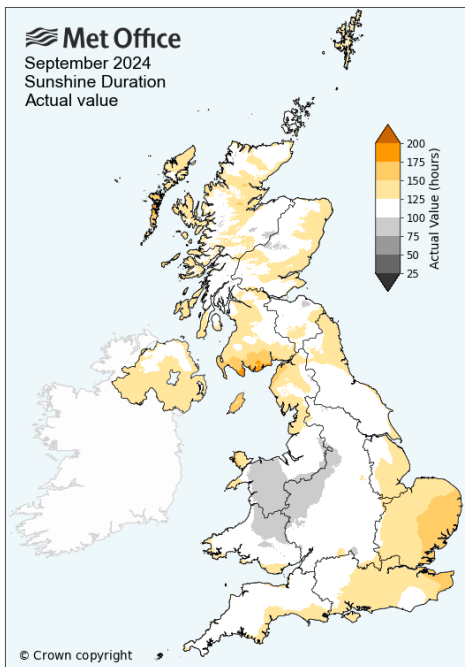 Met Office
September 2024
Sunshine Duration
Actual value
200
175
150
125
100
75
50
25
Actual Value (hours)
© Crown copyright